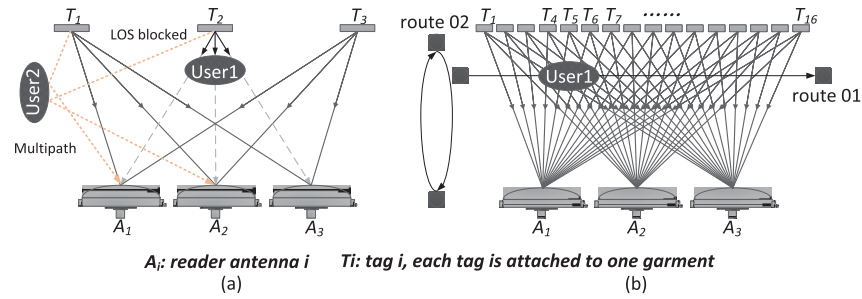 T1 T2 T3
LOS blocked
User1
User2
Multipath
A1 A2 A3
route 02
T1 T4 T5 T6 T7 ...... T16
User1
route 01
A1 A2 A3
Ai: reader antenna i Ti: tag i, each tag is attached to one garment
(a) (b)